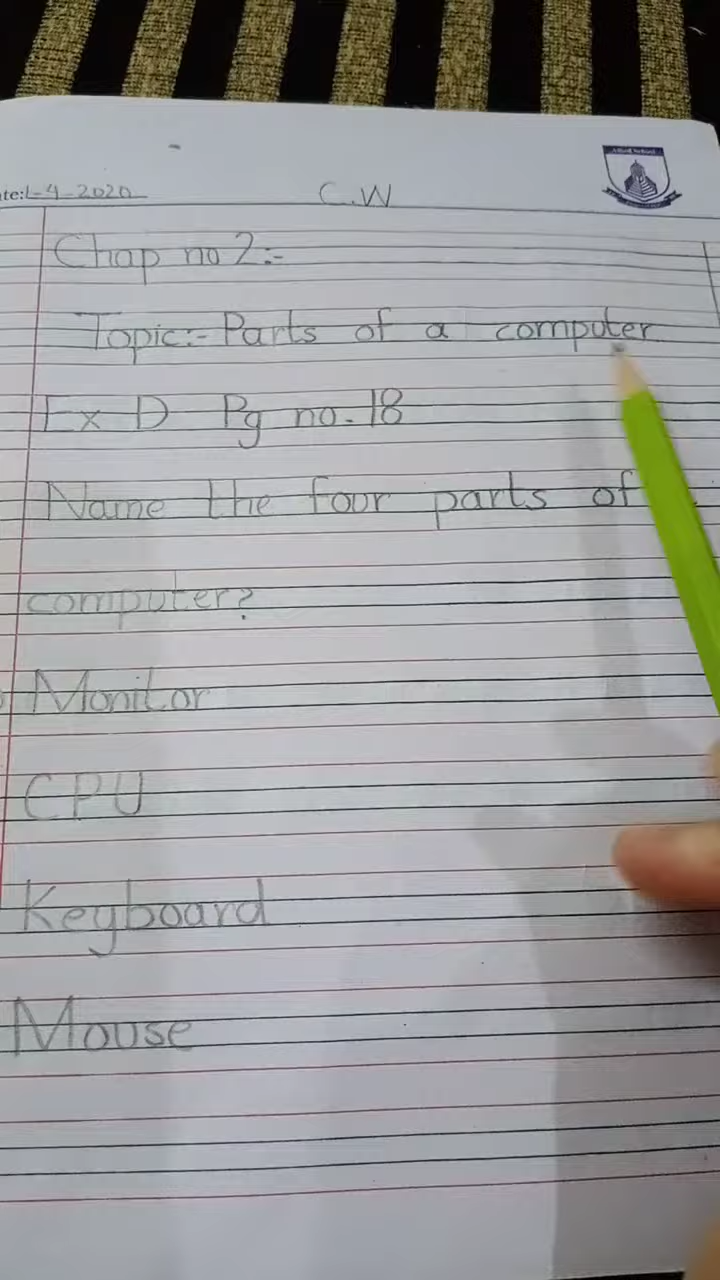 te:1-4-2020
C.W
Chap no 2:-
Topic:- Parts of a computer
Ex D Pg no.18
Name the four parts of
computer?
Monitor
CPU
Keyboard
Mouse